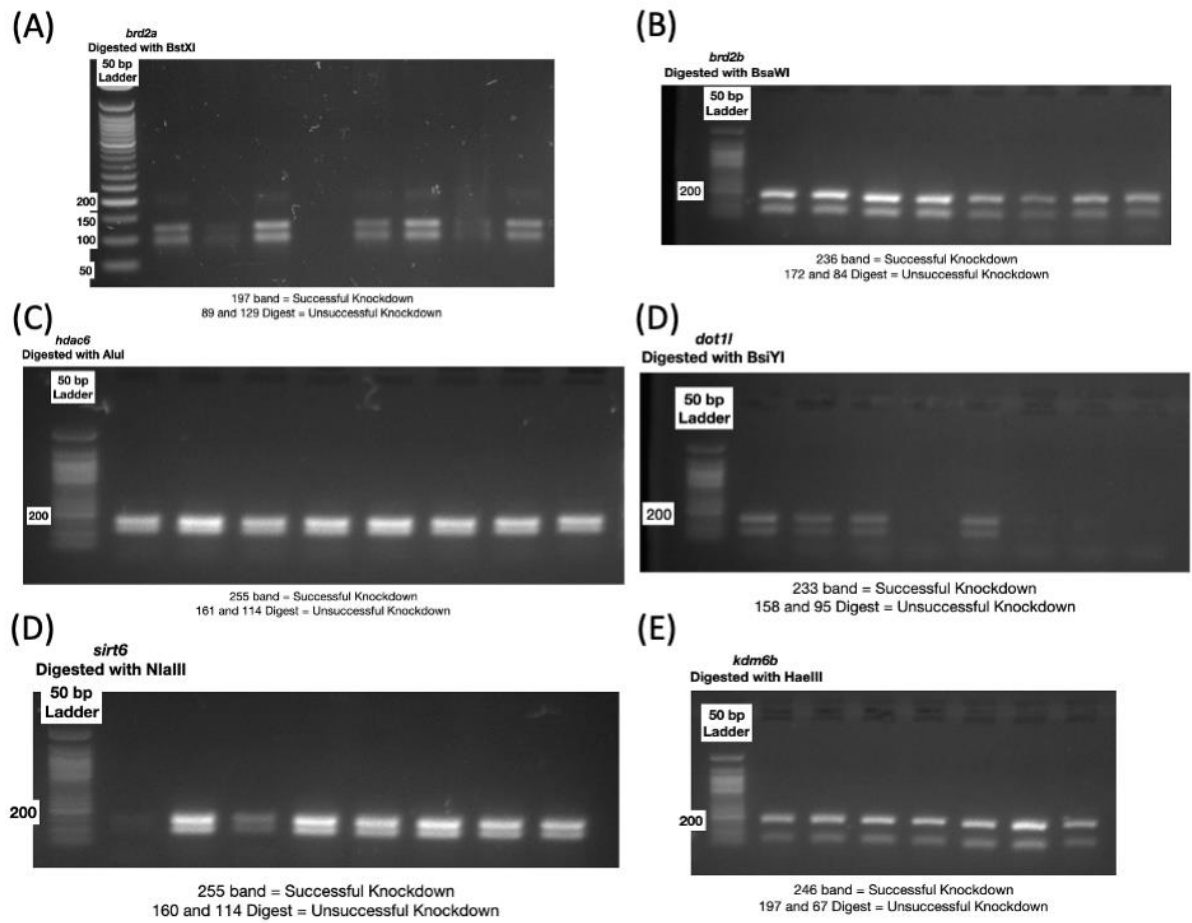 (A)
brd2a
Digested with BstXI
50 bp
Ladder
200
150
100
50
197 band = Successful Knockdown
89 and 129 Digest = Unsuccessful Knockdown
(B)
brd2b
Digested with BsaWI
50 bp
Ladder
200
236 band = Successful Knockdown
172 and 84 Digest = Unsuccessful Knockdown
(C)
hdac6
Digested with AluI
50 bp
Ladder
200
255 band = Successful Knockdown
161 and 114 Digest = Unsuccessful Knockdown
(D)
dot1l
Digested with BsiYI
50 bp
Ladder
200
233 band = Successful Knockdown
158 and 95 Digest = Unsuccessful Knockdown
(D)
sirt6
Digested with NlaIII
50 bp
Ladder
200
255 band = Successful Knockdown
160 and 114 Digest = Unsuccessful Knockdown
(E)
kdm6b
Digested with HaeIII
50 bp
Ladder
200
246 band = Successful Knockdown
197 and 67 Digest = Unsuccessful Knockdown